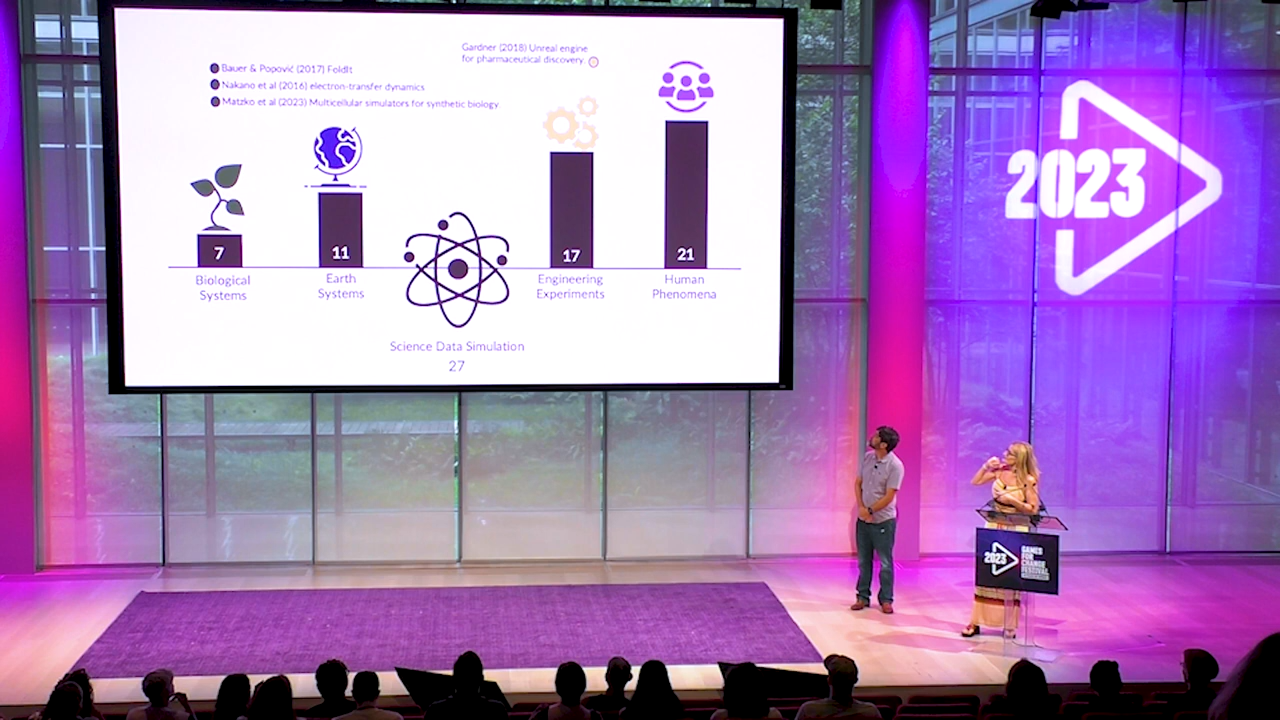 Gardner (2018) Unreal engine
for pharmaceutical discovery.
Bauer & Popović (2017) FoldIt
Nakano et al (2016) electron-transfer dynamics
Matzko et al (2023) Multicellular simulators for synthetic biology
7
11
17
21
Biological
Systems
Earth
Systems
Engineering
Experiments
Human
Phenomena
Science Data Simulation
27
2023
2023
GAMES
FOR
CHANGE
FESTIVAL